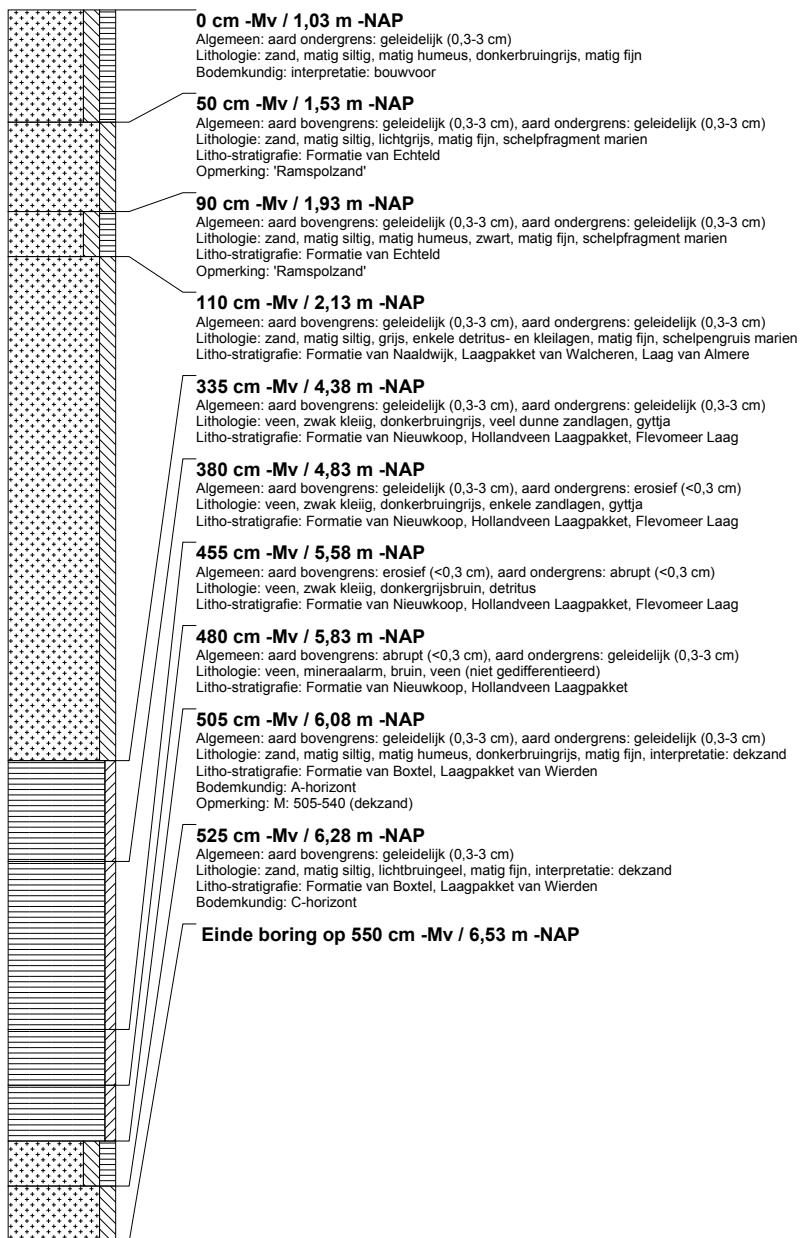 0 cm -Mv / 1,03 m -NAP
Algemeen: aard ondergrens: geleidelijk (0,3-3 cm)
Lithologie: zand, matig siltig, matig humeus, donkerbruingrijs, matig fijn
Bodemkundig: interpretatie: bouwvoor
50 cm -Mv / 1,53 m -NAP
Algemeen: aard bovengrens: geleidelijk (0,3-3 cm), aard ondergrens: geleidelijk (0,3-3 cm)
Lithologie: zand, matig siltig, lichtgrijs, matig fijn, schelpfragment marien
Litho-stratigrafie: Formatie van Echteld
Opmerking: 'Ramspolzand'
90 cm -Mv / 1,93 m -NAP
Algemeen: aard bovengrens: geleidelijk (0,3-3 cm), aard ondergrens: geleidelijk (0,3-3 cm)
Lithologie: zand, matig siltig, matig humeus, zwart, matig fijn, schelpfragment marien
Litho-stratigrafie: Formatie van Echteld
Opmerking: 'Ramspolzand'
110 cm -Mv / 2,13 m -NAP
Algemeen: aard bovengrens: geleidelijk (0,3-3 cm), aard ondergrens: geleidelijk (0,3-3 cm)
Lithologie: zand, matig siltig, grijs, enkele detritus- en kleilagen, matig fijn, schelpengruis marien
Litho-stratigrafie: Formatie van Naaldwijk, Laagpakket van Walcheren, Laag van Almere
335 cm -Mv / 4,38 m -NAP
Algemeen: aard bovengrens: geleidelijk (0,3-3 cm), aard ondergrens: geleidelijk (0,3-3 cm)
Lithologie: veen, zwak kleiig, donkerbruingrijs, veel dunne zandlagen, gyttja
Litho-stratigrafie: Formatie van Nieuwkoop, Hollandveen Laagpakket, Flevomeer Laag
380 cm -Mv / 4,83 m -NAP
Algemeen: aard bovengrens: geleidelijk (0,3-3 cm), aard ondergrens: erosief (<0,3 cm)
Lithologie: veen, zwak kleiig, donkerbruingrijs, enkele zandlagen, gyttja
Litho-stratigrafie: Formatie van Nieuwkoop, Hollandveen Laagpakket, Flevomeer Laag
455 cm -Mv / 5,58 m -NAP
Algemeen: aard bovengrens: erosief (<0,3 cm), aard ondergrens: abrupt (<0,3 cm)
Lithologie: veen, zwak kleiig, donkergrijsbruin, detritus
Litho-stratigrafie: Formatie van Nieuwkoop, Hollandveen Laagpakket, Flevomeer Laag
480 cm -Mv / 5,83 m -NAP
Algemeen: aard bovengrens: abrupt (<0,3 cm), aard ondergrens: geleidelijk (0,3-3 cm)
Lithologie: veen, mineraalarm, bruin, veen (niet gedifferentieerd)
Litho-stratigrafie: Formatie van Nieuwkoop, Hollandveen Laagpakket
505 cm -Mv / 6,08 m -NAP
Algemeen: aard bovengrens: geleidelijk (0,3-3 cm), aard ondergrens: geleidelijk (0,3-3 cm)
Lithologie: zand, matig siltig, matig humeus, donkerbruingrijs, matig fijn, interpretatie: dekzand
Litho-stratigrafie: Formatie van Boxtel, Laagpakket van Wierden
Bodemkundig: A-horizont
Opmerking: M: 505-540 (dekzand)
525 cm -Mv / 6,28 m -NAP
Algemeen: aard bovengrens: geleidelijk (0,3-3 cm)
Lithologie: zand, matig siltig, lichtbruingeel, matig fijn, interpretatie: dekzand
Litho-stratigrafie: Formatie van Boxtel, Laagpakket van Wierden
Bodemkundig: C-horizont
Einde boring op 550 cm -Mv / 6,53 m -NAP